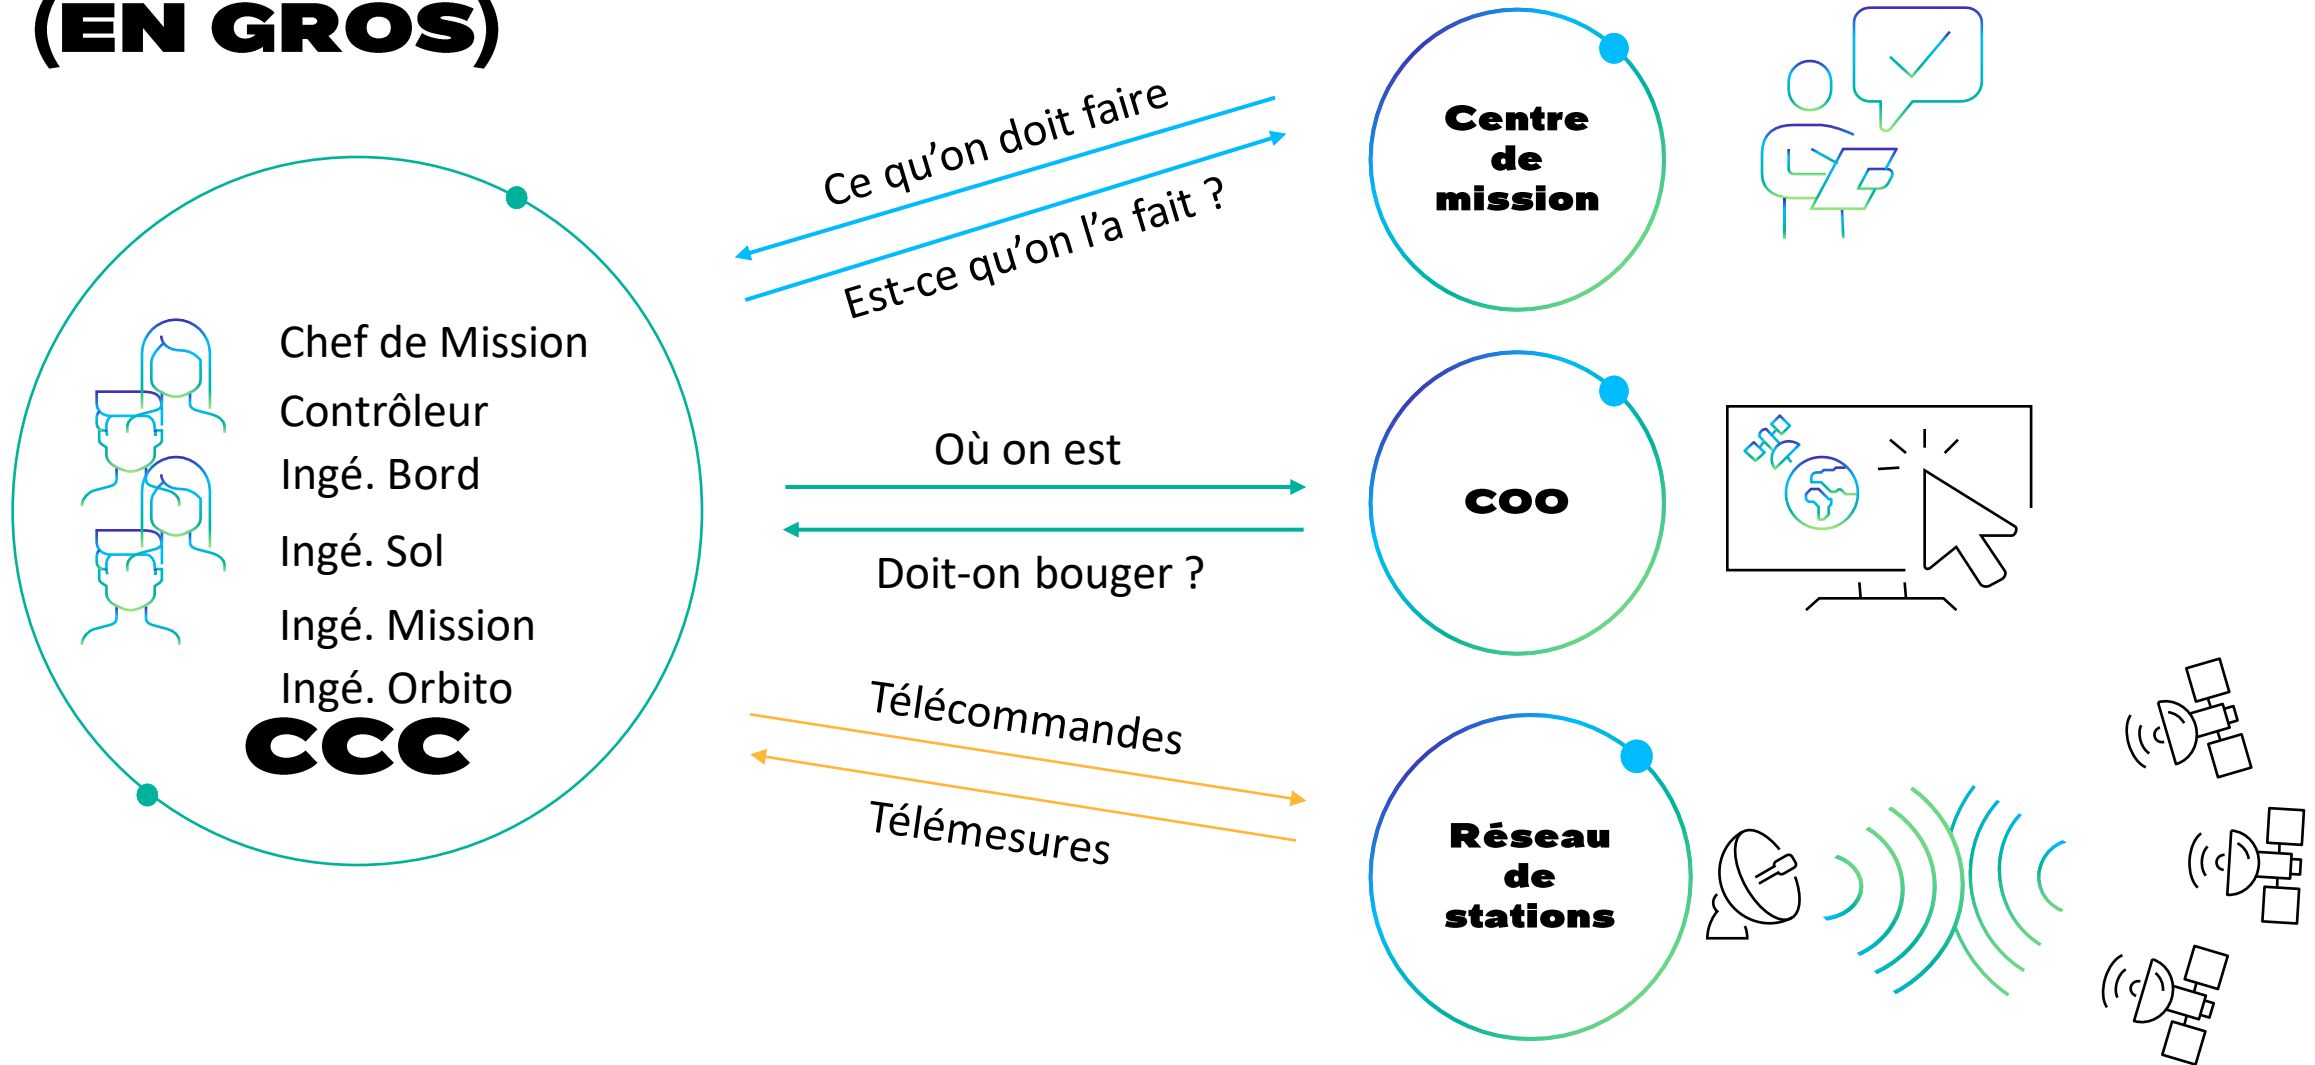 (EN GROS)
Chef de Mission
Contrôleur
Ingé. Bord
Ingé. Sol
Ingé. Mission
Ingé. Orbito
CCC
Ce qu’on doit faire
Est-ce qu’on l’a fait ?
Où on est
Doit-on bouger ?
Télécommandes
Télémesures
Centre
de
mission
COO
Réseau
de
stations